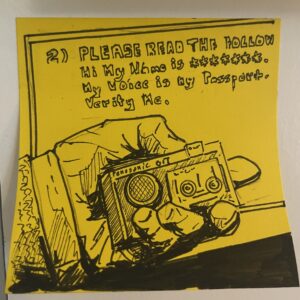 2) PLEASE READ THE FOLLOW
Hi My Name is *******.
My Voice is my Passport.
Verify Me.
Panasonic